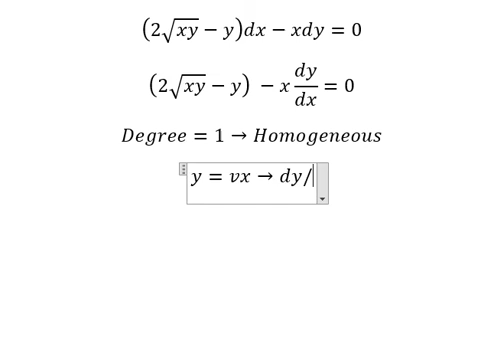 (2√xy − y)dx − xdy = 0
(2√xy − y) − x dy/dx = 0
Degree = 1 → Homogeneous
y = vx → dy/